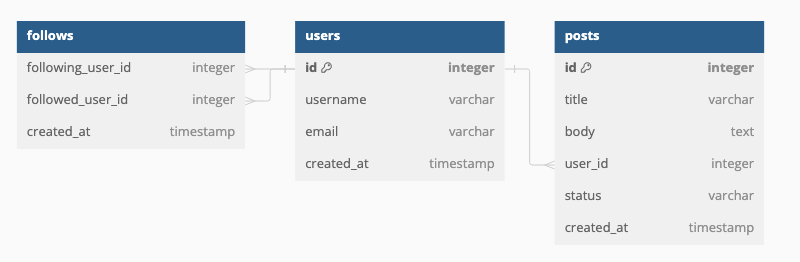 follows
following_user_id integer
followed_user_id integer
created_at timestamp
users
id integer
username varchar
email varchar
created_at timestamp
posts
id integer
title varchar
body text
user_id integer
status varchar
created_at timestamp